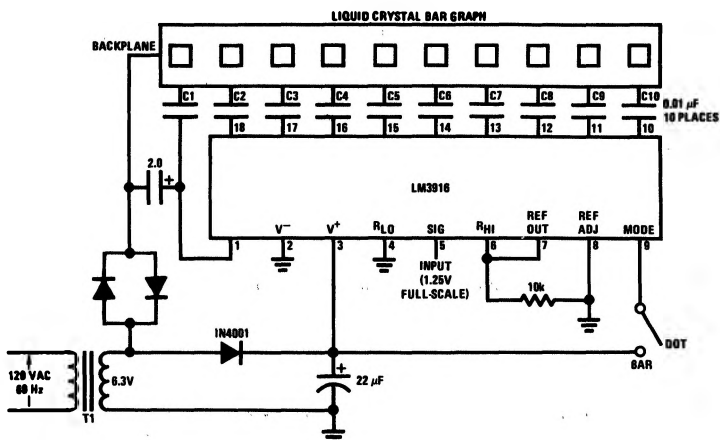 LIQUID CRYSTAL BAR GRAPH
BACKPLANE
C1 C2 C3 C4 C5 C6 C7 C8 C9 C10
0.01 µF
10 PLACES
18 17 16 15 14 13 12 11 10
2.0
+
LM3916
V⁻ V⁺ RLO SIG RHI REF OUT REF ADJ MODE
1 2 3 4 5 6 7 8 9
INPUT
(1.25V
FULL-SCALE)
10k
IN4001
DOT
BAR
120 VAC
60 Hz
6.3V
T1
+
22 µF